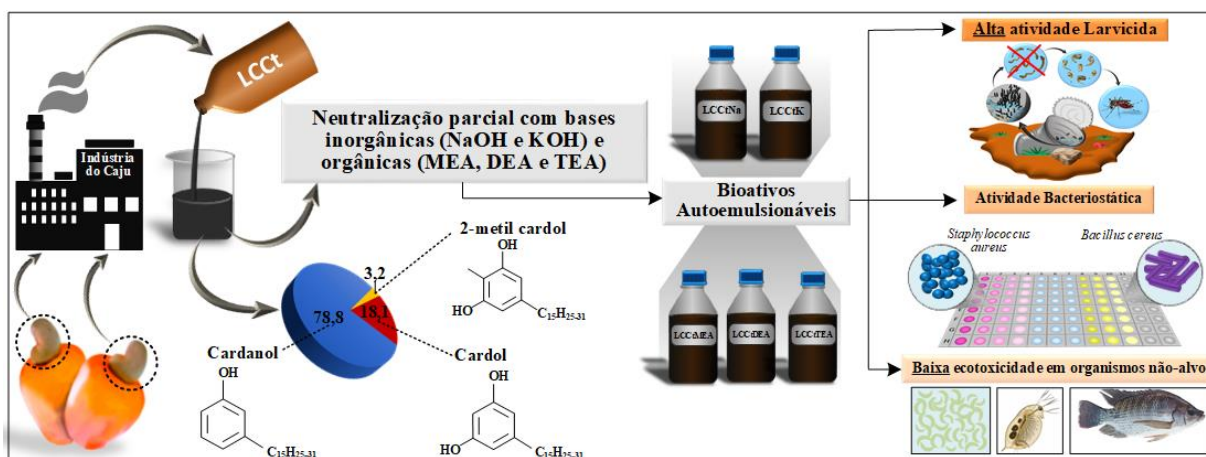 LCCt
Indústria
do Caju
Neutralização parcial com bases
inorgânicas (NaOH e KOH) e
orgânicas (MEA, DEA e TEA)
2-metil cardol
OH
HO
C15H25-31
3,2
18,1
78,8
Cardanol
OH
C15H25-31
Cardol
OH
HO
C15H25-31
LCCtNa
LCCtK
Bioativos
Autoemulsionáveis
LCCtMEA
LCCtDEA
LCCtTEA
Alta atividade Larvicida
Atividade Bacteriostática
Staphylococcus
aureus
Bacillus cereus
Baixa ecotoxicidade em organismos não-alvo